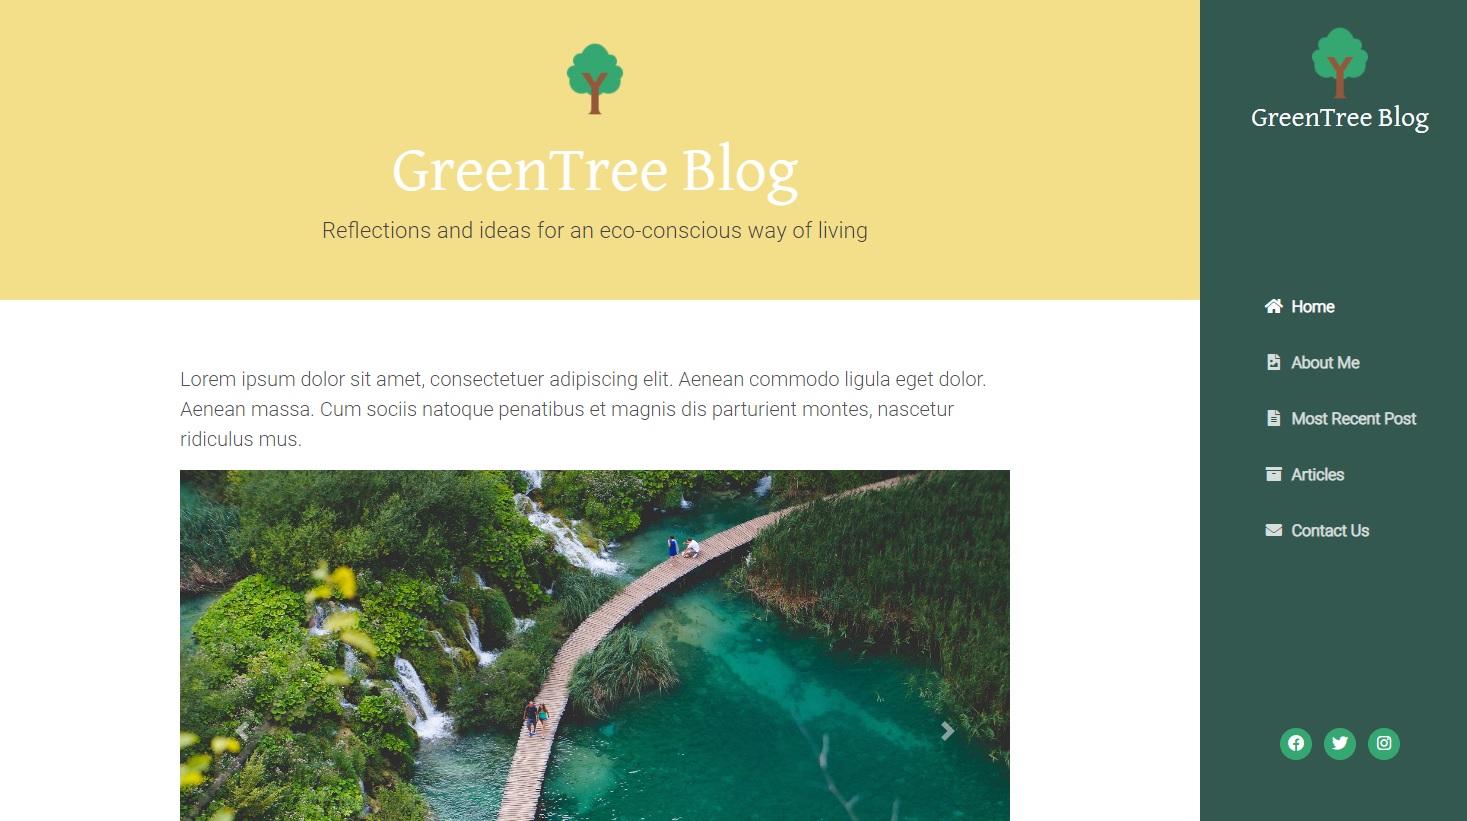 GreenTree Blog
Reflections and ideas for an eco-conscious way of living
Lorem ipsum dolor sit amet, consectetuer adipiscing elit. Aenean commodo ligula eget dolor.
Aenean massa. Cum sociis natoque penatibus et magnis dis parturient montes, nascetur
ridiculus mus.
GreenTree Blog
Home
About Me
Most Recent Post
Articles
Contact Us